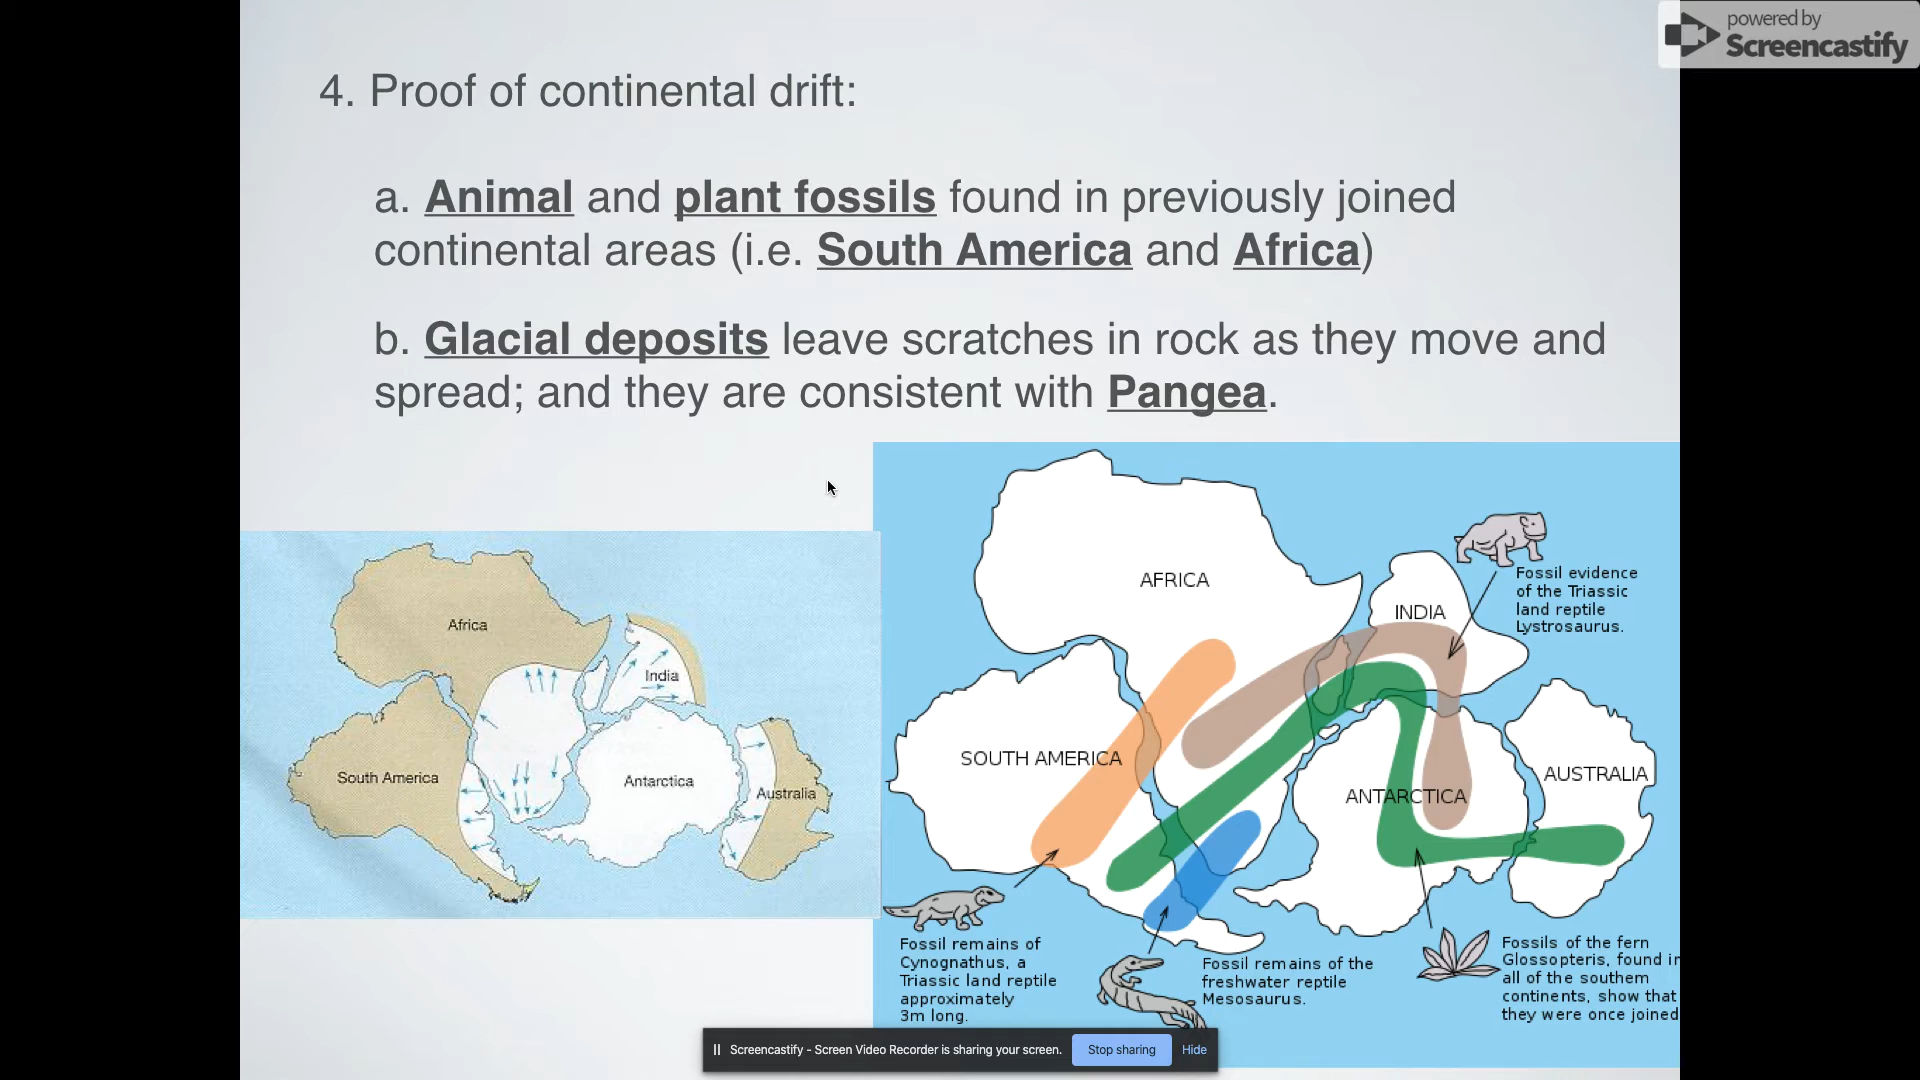 powered by
Screencastify
4. Proof of continental drift:
a. Animal and plant fossils found in previously joined
continental areas (i.e. South America and Africa)
b. Glacial deposits leave scratches in rock as they move and
spread; and they are consistent with Pangea.
Africa
India
South America
Antarctica
Australia
AFRICA
INDIA
SOUTH AMERICA
ANTARCTICA
AUSTRALIA
Fossil evidence
of the Triassic
land reptile
Lystrosaurus.
Fossil remains of
Cynognathus, a
Triassic land reptile
approximately
3m long.
Fossil remains of the
freshwater reptile
Mesosaurus.
Fossils of the fern
Glossopteris, found in
all of the southern
continents, show that
they were once joined
Screencastify - Screen Video Recorder is sharing your screen.
Stop sharing
Hide